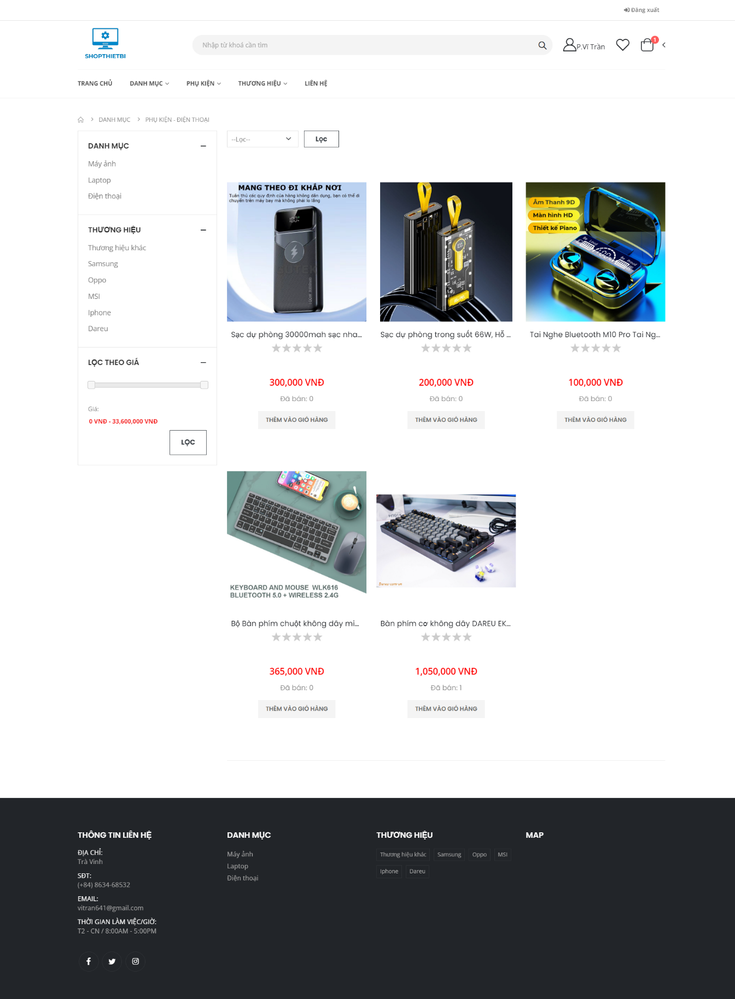 Đăng xuất
SHOPTHIETBI
Nhập từ khoá cần tìm
P.Vĩ Trần
1
TRANG CHỦ
DANH MỤC
PHỤ KIỆN
THƯƠNG HIỆU
LIÊN HỆ
DANH MỤC
PHỤ KIỆN - ĐIỆN THOẠI
DANH MỤC
Máy ảnh
Laptop
Điện thoại
THƯƠNG HIỆU
Thương hiệu khác
Samsung
Oppo
MSI
Iphone
Dareu
LỌC THEO GIÁ
Giá:
0 VNĐ - 33,600,000 VNĐ
LỌC
--Lọc--
Lọc
MANG THEO ĐI KHẮP NƠI
Tuân thủ các quy định của hàng không dân dụng, bạn có thể di
chuyển trên máy bay mà không phải lo lắng
Âm Thanh 9D
Màn hình HD
Thiết kế Piano
Be Loud
Be Proud
Sạc dự phòng 30000mah sạc nha...
300,000 VNĐ
Đã bán: 0
THÊM VÀO GIỎ HÀNG
Sạc dự phòng trong suốt 66W, Hỗ ...
200,000 VNĐ
Đã bán: 0
THÊM VÀO GIỎ HÀNG
Tai Nghe Bluetooth M10 Pro Tai Ng...
100,000 VNĐ
Đã bán: 0
THÊM VÀO GIỎ HÀNG
KEYBOARD AND MOUSE WLK616
BLUETOOTH 5.0 + WIRELESS 2.4G
H101X
Dareu-com-vn
Bộ Bàn phím chuột không dây mi...
365,000 VNĐ
Đã bán: 0
THÊM VÀO GIỎ HÀNG
Bàn phím cơ không dây DAREU EK...
1,050,000 VNĐ
Đã bán: 1
THÊM VÀO GIỎ HÀNG
THÔNG TIN LIÊN HỆ
ĐỊA CHỈ:
Trà Vinh
SĐT:
(+84) 8634-68532
EMAIL:
vitran641@gmail.com
THỜI GIAN LÀM VIỆC/GIỜ:
T2 - CN / 8:00AM - 5:00PM
DANH MỤC
Máy ảnh
Laptop
Điện thoại
THƯƠNG HIỆU
Thương hiệu khác
Samsung
Oppo
MSI
Iphone
Dareu
MAP